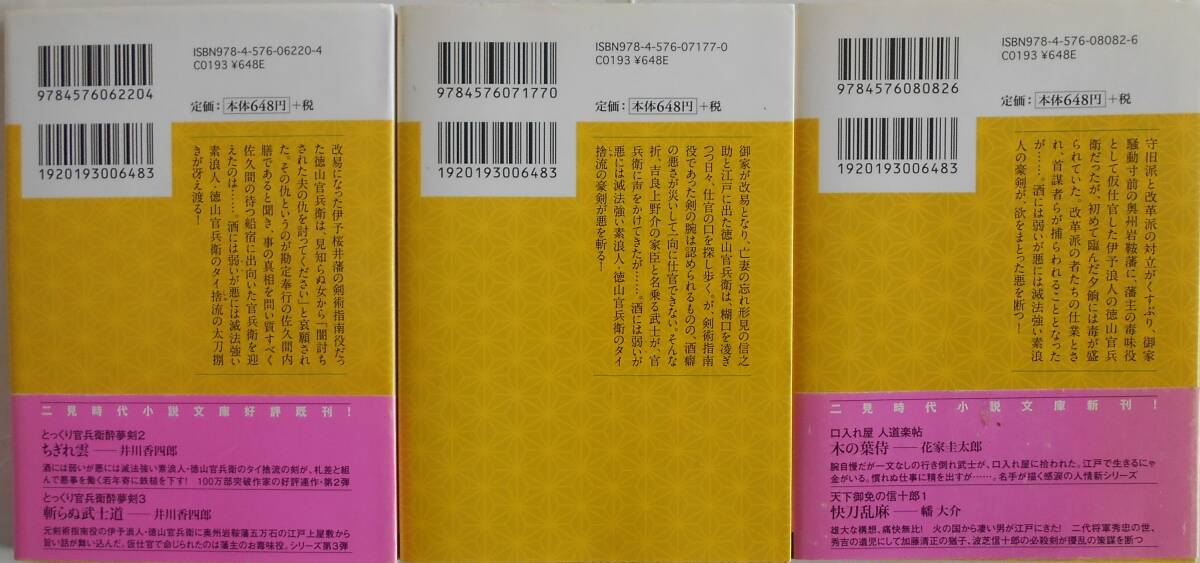 ISBN978-4-576-06220-4
C0193 ¥648E
9784576062204
定価：本体648円＋税
1920193006483
改易になった伊予桜井藩の剣術指南役だっ
た徳山官兵衛は、見知らぬ女から「闇討ち
された夫の仇を討ってください」と哀願され
た。その仇というのが勘定奉行の佐久間内
膳であると聞き、事の真相を問い質すべく
佐久間の待つ船宿に出向いた官兵衛を迎
えたのは……。酒には弱いが悪には滅法強い
素浪人・徳山官兵衛のタイ捨流の太刀捌
きが冴え渡る！
二見時代小説文庫好評既刊！
とっくり官兵衛酔夢剣2
ちぎれ雲――井川香四郎
酒には弱いが悪には滅法強い素浪人・徳山官兵衛のタイ捨流の剣が、札差と組
んで悪事を働く若年寄に鉄槌を下す！ 100万部突破作家の好評連作・第2弾
とっくり官兵衛酔夢剣3
斬らぬ武士道――井川香四郎
元剣術指南役の伊予浪人・徳山官兵衛に奥州岩鞍藩五万石の江戸上屋敷から
旨い話が舞い込んだ。仮仕官で命じられたのは藩主のお毒味役。シリーズ第3弾
ISBN978-4-576-07177-0
C0193 ¥648E
9784576071770
定価：本体648円＋税
1920193006483
御家が改易となり、亡妻の忘れ形見の信之
助と江戸に出た徳山官兵衛は、糊口を凌ぎ
つつ日々、仕官の口を探し歩く。が、剣術指南
役であった剣の腕は認められるものの、酒癖
の悪さが災いして一向に仕官できない。そんな
折、吉良上野介の家臣と名乗る武士が、官
兵衛に声をかけてきたが……。酒には弱いが
悪には滅法強い素浪人・徳山官兵衛のタイ
捨流の豪剣が悪を斬る！
ISBN978-4-576-08082-6
C0193 ¥648E
9784576080826
定価：本体648円＋税
1920193006483
守旧派と改革派の対立がくすぶり、御家
騒動寸前の奥州岩鞍藩に、藩主の毒味役
として仮仕官した伊予浪人の徳山官兵
衛だったが、初めて臨んだ夕餉には毒が盛
られていた。改革派の者たちの仕業とさ
れ、首謀者らが捕らわれることとなった
が……。酒には弱いが悪には滅法強い素浪
人の豪剣が、欲をまとった悪を断つ！
二見時代小説文庫新刊！
口入れ屋 人道楽帖
木の葉侍――花家圭太郎
腕自慢だが一文なしの行き倒れ武士が、口入れ屋に拾われた。江戸で生きるにゃ
金がいる。慣れぬ仕事に精を出すが……。名手が描く感涙の人情新シリーズ
天下御免の信十郎1
快刀乱麻――幡 大介
雄大な構想、痛快無比！ 火の国から凄い男が江戸にきた！ 二代将軍秀忠の世、
秀吉の遺児にして加藤清正の猶子、波芝信十郎の必殺剣が擾乱の策謀を断つ